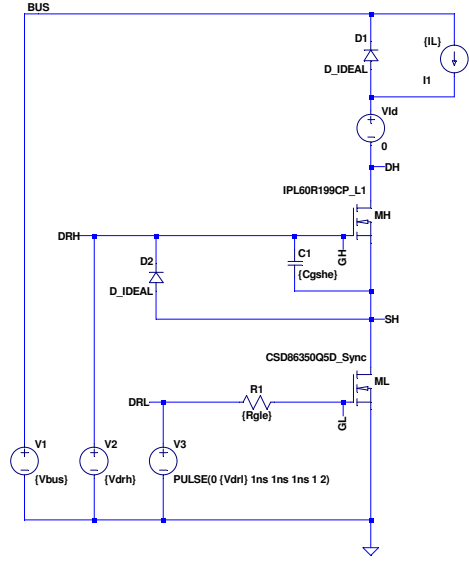 BUS
D1
{IL}
D_IDEAL
I1
Vld
0
DH
IPL60R199CP_L1
MH
DRH
GH
D2
C1
D_IDEAL
{Cgshe}
SH
CSD86350Q5D_Sync
R1
ML
DRL
{Rgle}
GL
V1
V2
V3
{Vbus}
{Vdrh}
PULSE(0 {Vdrl} 1ns 1ns 1ns 1 2)